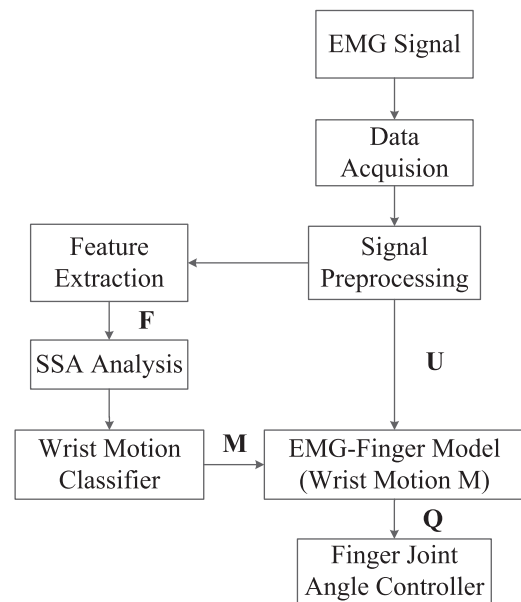 EMG Signal
Data
Acquision
Signal
Preprocessing
Feature
Extraction
F
SSA Analysis
U
Wrist Motion
Classifier
M
EMG-Finger Model
(Wrist Motion M)
Q
Finger Joint
Angle Controller